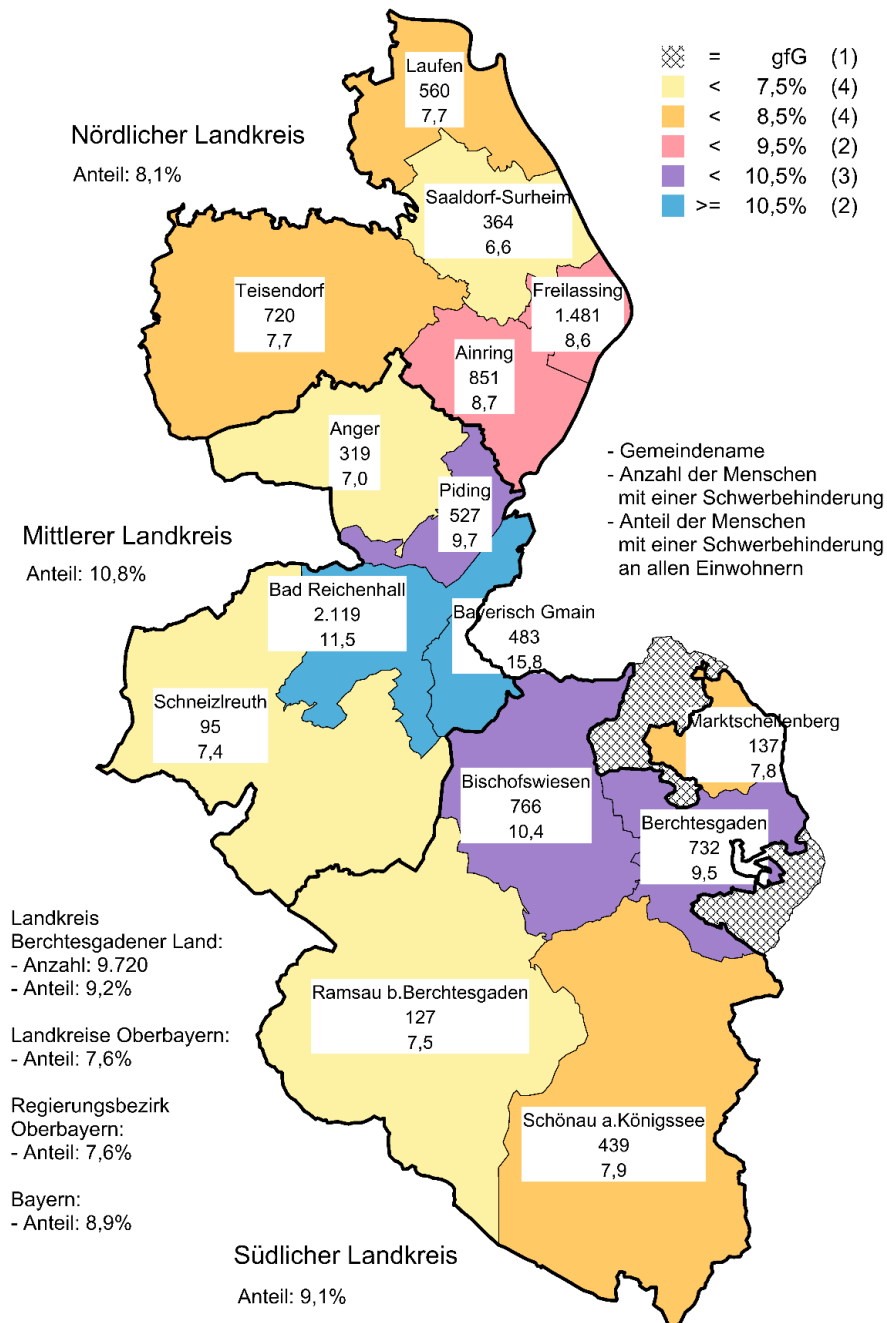 Laufen
560
7,7
= gfG (1)
< 7,5% (4)
< 8,5% (4)
< 9,5% (2)
< 10,5% (3)
>= 10,5% (2)
Nördlicher Landkreis
Anteil: 8,1%
Saaldorf-Surheim
364
6,6
Teisendorf
720
7,7
Freilassing
1.481
8,6
Ainring
851
8,7
Anger
319
7,0
Piding
527
9,7
- Gemeindename
- Anzahl der Menschen
mit einer Schwerbehinderung
- Anteil der Menschen
mit einer Schwerbehinderung
an allen Einwohnern
Mittlerer Landkreis
Anteil: 10,8%
Bad Reichenhall
2.119
11,5
Bayerisch Gmain
483
15,8
Schneizlreuth
95
7,4
Marktschellenberg
137
7,8
Bischofswiesen
766
10,4
Berchtesgaden
732
9,5
Landkreis
Berchtesgadener Land:
- Anzahl: 9.720
- Anteil: 9,2%
Landkreise Oberbayern:
- Anteil: 7,6%
Regierungsbezirk
Oberbayern:
- Anteil: 7,6%
Bayern:
- Anteil: 8,9%
Ramsau b.Berchtesgaden
127
7,5
Schönau a.Königssee
439
7,9
Südlicher Landkreis
Anteil: 9,1%